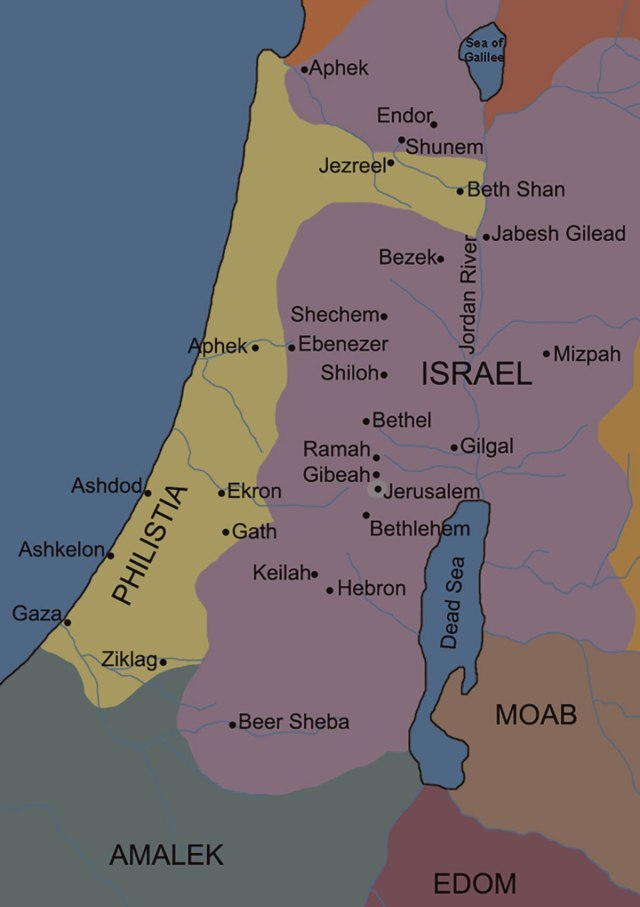 Sea of
Galilee
Aphek
Endor
Shunem
Jezreel
Beth Shan
Jabesh Gilead
Jordan River
Bezek
Shechem
Aphek
Ebenezer
Mizpah
Shiloh
ISRAEL
Bethel
Ramah
Gilgal
Gibeah
Jerusalem
Ashdod
Ekron
PHILISTIA
Bethlehem
Gath
Ashkelon
Keilah
Hebron
Dead Sea
Gaza
Ziklag
Beer Sheba
MOAB
AMALEK
EDOM